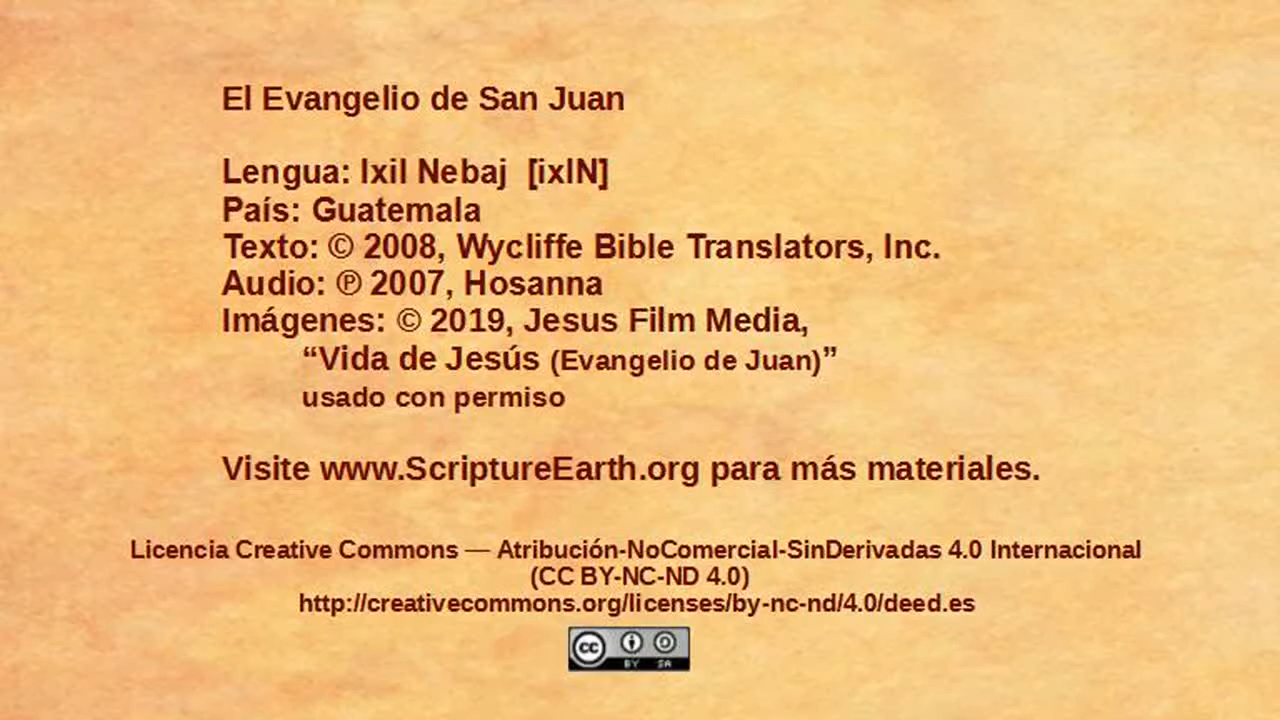 El Evangelio de San Juan
Lengua: Ixil Nebaj [ixlN]
País: Guatemala
Texto: © 2008, Wycliffe Bible Translators, Inc.
Audio: ℗ 2007, Hosanna
Imágenes: © 2019, Jesus Film Media,
“Vida de Jesús (Evangelio de Juan)”
usado con permiso
Visite www.ScriptureEarth.org para más materiales.
Licencia Creative Commons — Atribución-NoComercial-SinDerivadas 4.0 Internacional
(CC BY-NC-ND 4.0)
http://creativecommons.org/licenses/by-nc-nd/4.0/deed.es
cc BY SA